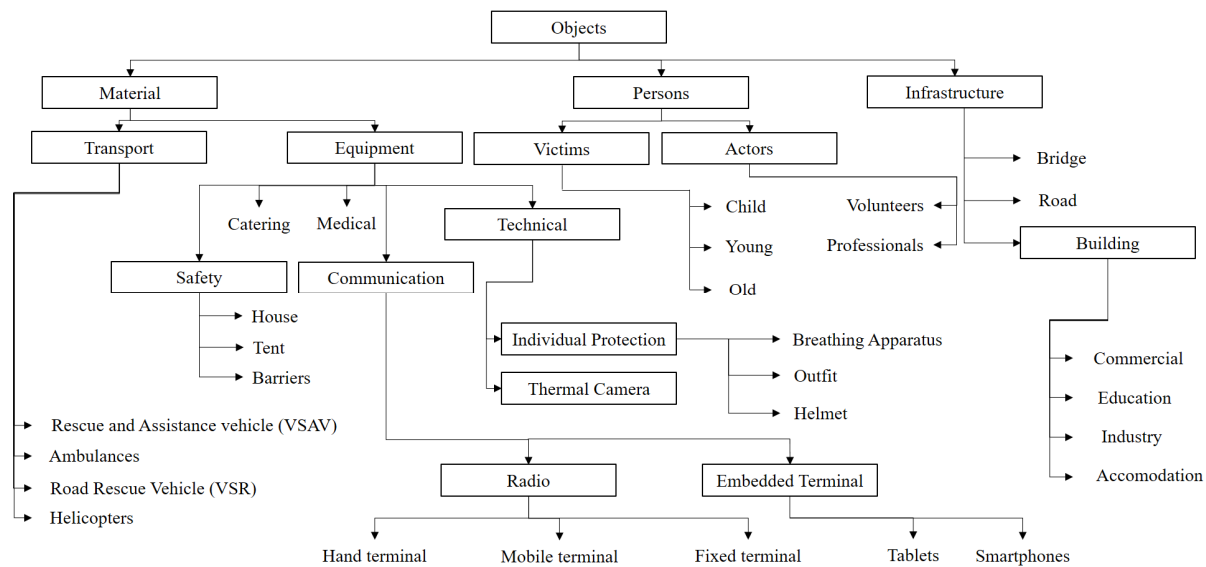 Objects
Material
Persons
Infrastructure
Transport
Equipment
Victims
Actors
Bridge
Road
Building
Catering
Medical
Technical
Child
Young
Old
Volunteers
Professionals
Safety
Communication
House
Tent
Barriers
Individual Protection
Thermal Camera
Breathing Apparatus
Outfit
Helmet
Commercial
Education
Industry
Accomodation
Rescue and Assistance vehicle (VSAV)
Ambulances
Road Rescue Vehicle (VSR)
Helicopters
Radio
Embedded Terminal
Hand terminal
Mobile terminal
Fixed terminal
Tablets
Smartphones